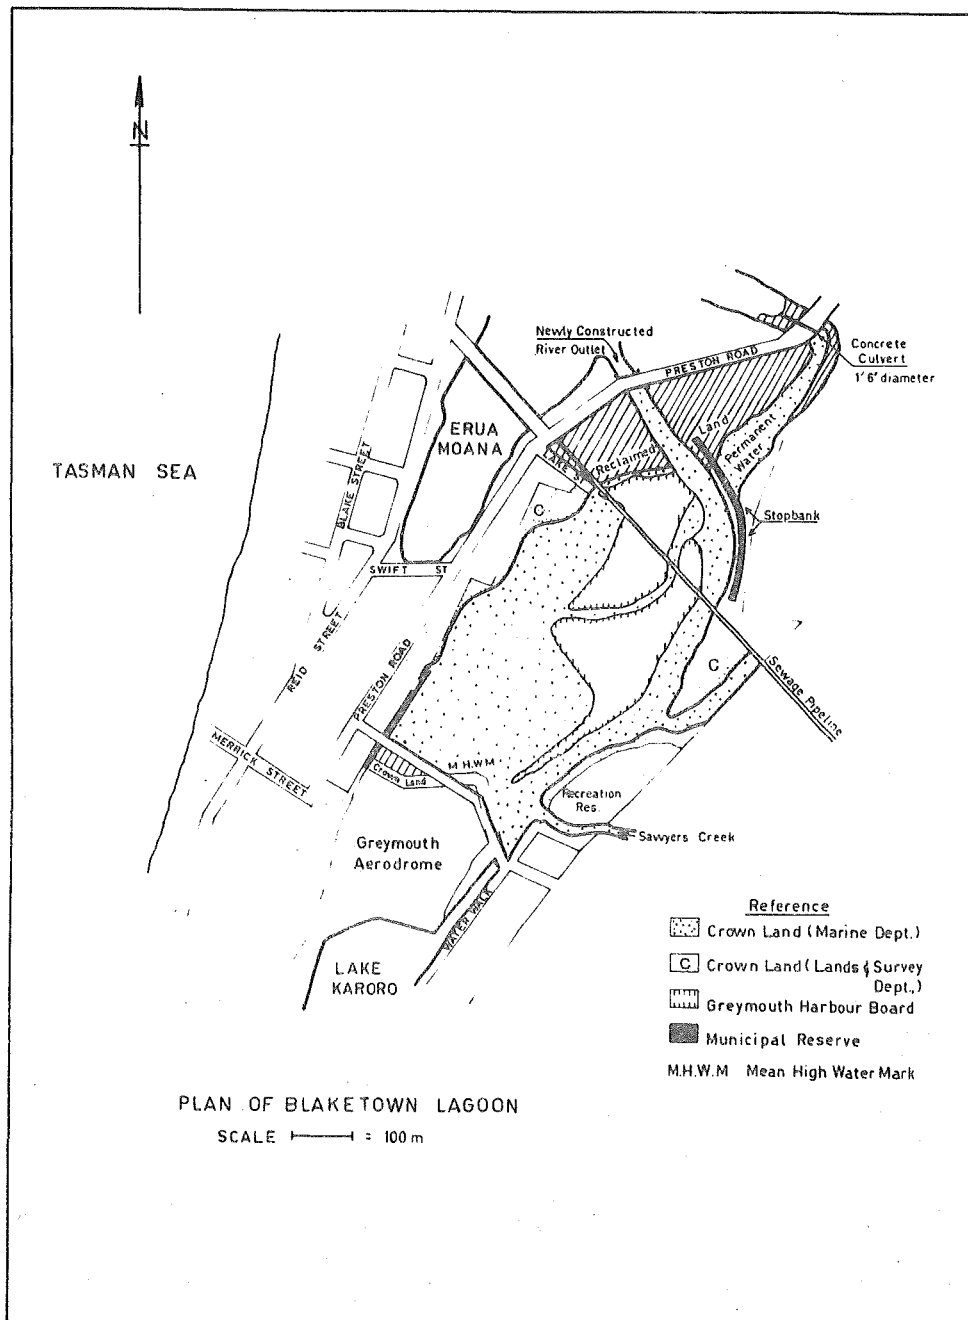 N
Newly Constructed
River Outlet
PRESTON ROAD
Concrete
Culvert
1'6" diameter
ERUA
MOANA
TASMAN SEA
BLAKE STREET
LAKE ST
Reclaimed
Land
Permanent
Water
Stopbank
C
SWIFT ST
REID STREET
PRESTON ROAD
C
Sewage Pipeline
MERRICK STREET
Crown Land
M.H.W.M
Recreation
Res.
Sawyers Creek
Greymouth
Aerodrome
WATER WALK
LAKE
KARORO
Reference
Crown Land (Marine Dept.)
C Crown Land (Lands & Survey
Dept.,)
Greymouth Harbour Board
Municipal Reserve
M.H.W.M Mean High Water Mark
PLAN OF BLAKETOWN LAGOON
SCALE = 100 m